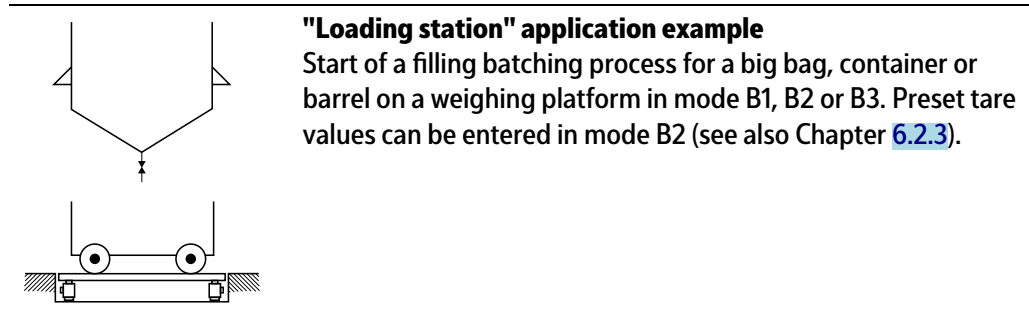 "Loading station" application example
Start of a filling batching process for a big bag, container or
barrel on a weighing platform in mode B1, B2 or B3. Preset tare
values can be entered in mode B2 (see also Chapter 6.2.3).